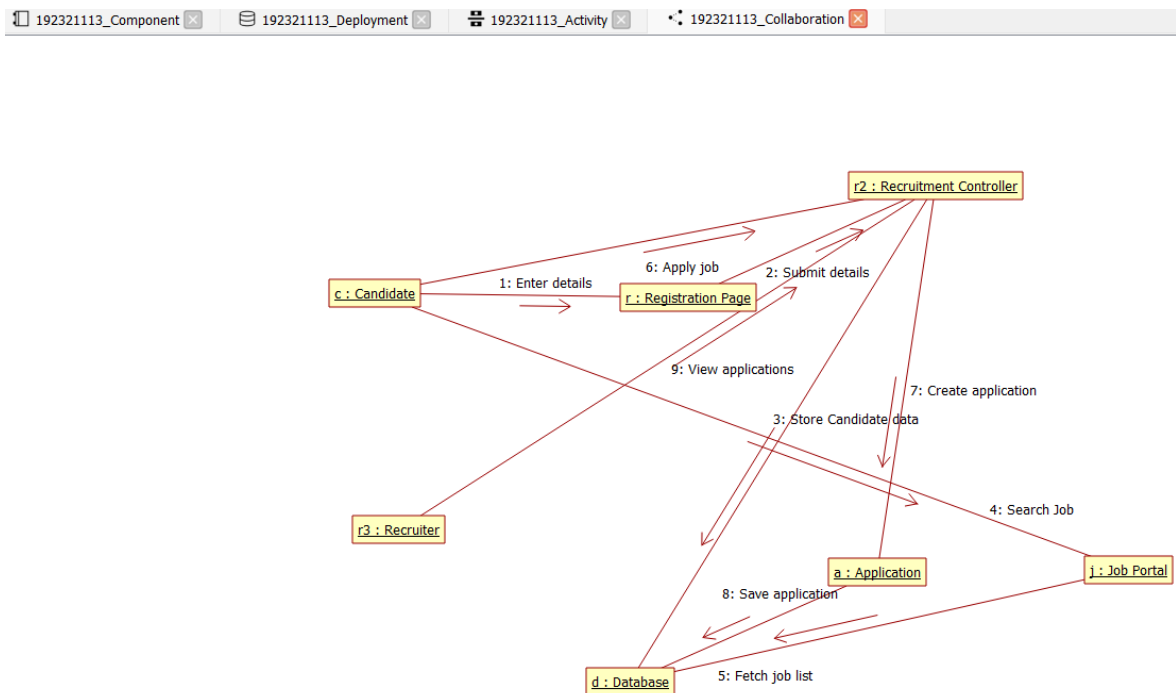 192321113_Component
192321113_Deployment
192321113_Activity
192321113_Collaboration
r2 : Recruitment Controller
6: Apply job
2: Submit details
1: Enter details
c : Candidate
r : Registration Page
9: View applications
7: Create application
3: Store Candidate data
4: Search Job
r3 : Recruiter
a : Application
j : Job Portal
8: Save application
5: Fetch job list
d : Database